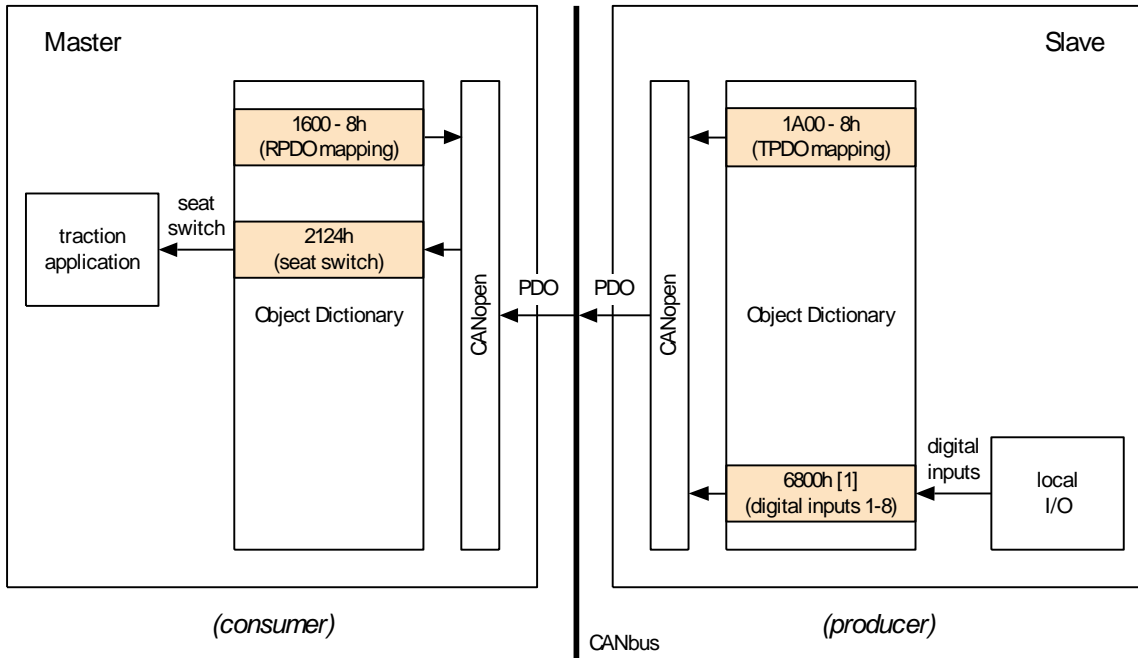 Master
Slave
1600 - 8h
(RPDO mapping)
1A00 - 8h
(TPDO mapping)
seat
switch
traction
application
2124h
(seat switch)
Object Dictionary
CANopen
PDO
PDO
CANopen
Object Dictionary
digital
inputs
6800h [1]
(digital inputs 1-8)
local
I/O
(consumer)
(producer)
CANbus